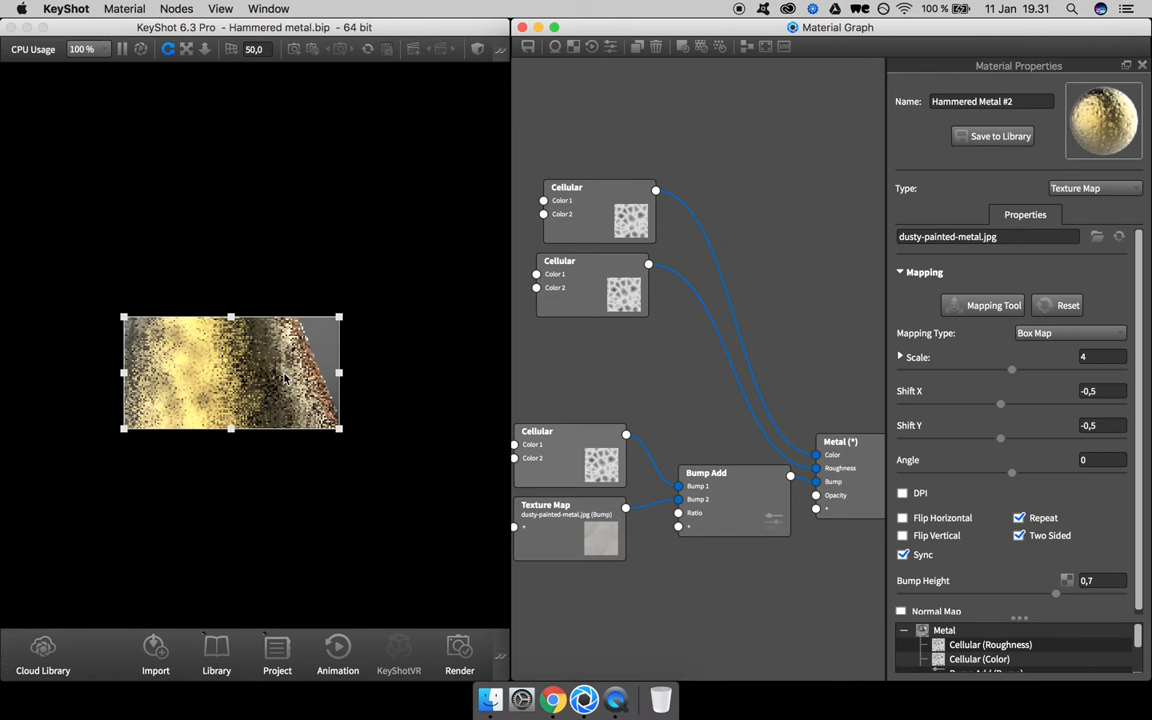 KeyShot Material Nodes View Window 100 % 11 Jan 19.31
KeyShot 6.3 Pro - Hammered metal.bip - 64 bit
Material Graph
CPU Usage 100 % 50,0
Material Properties
Name: Hammered Metal #2
Save to Library
Type: Texture Map
Properties
dusty-painted-metal.jpg
Mapping
Mapping Tool Reset
Mapping Type: Box Map
Scale: 4
Shift X -0,5
Shift Y -0,5
Angle 0
DPI
Flip Horizontal Repeat
Flip Vertical Two Sided
Sync
Bump Height 0,7
Normal Map
Metal
Cellular (Roughness)
Cellular (Color)
Cellular
Color 1
Color 2
Cellular
Color 1
Color 2
Cellular
Color 1
Color 2
Texture Map
dusty-painted-metal.jpg (Bump)
+
Bump Add
Bump 1
Bump 2
Ratio
+
Metal (*)
Color
Roughness
Bump
Opacity
+
Cloud Library Import Library Project Animation KeyShotVR Render